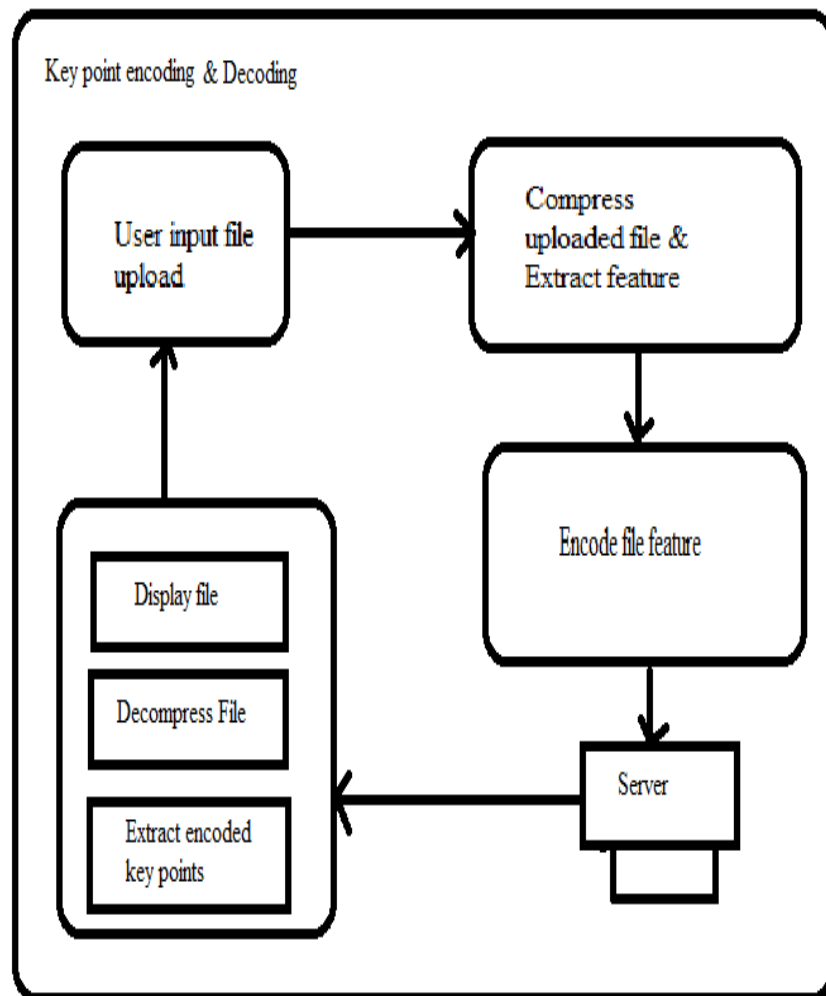 Key point encoding & Decoding
User input file
upload
Compress
uploaded file &
Extract feature
Encode file feature
Server
Display file
Decompress File
Extract encoded
key points